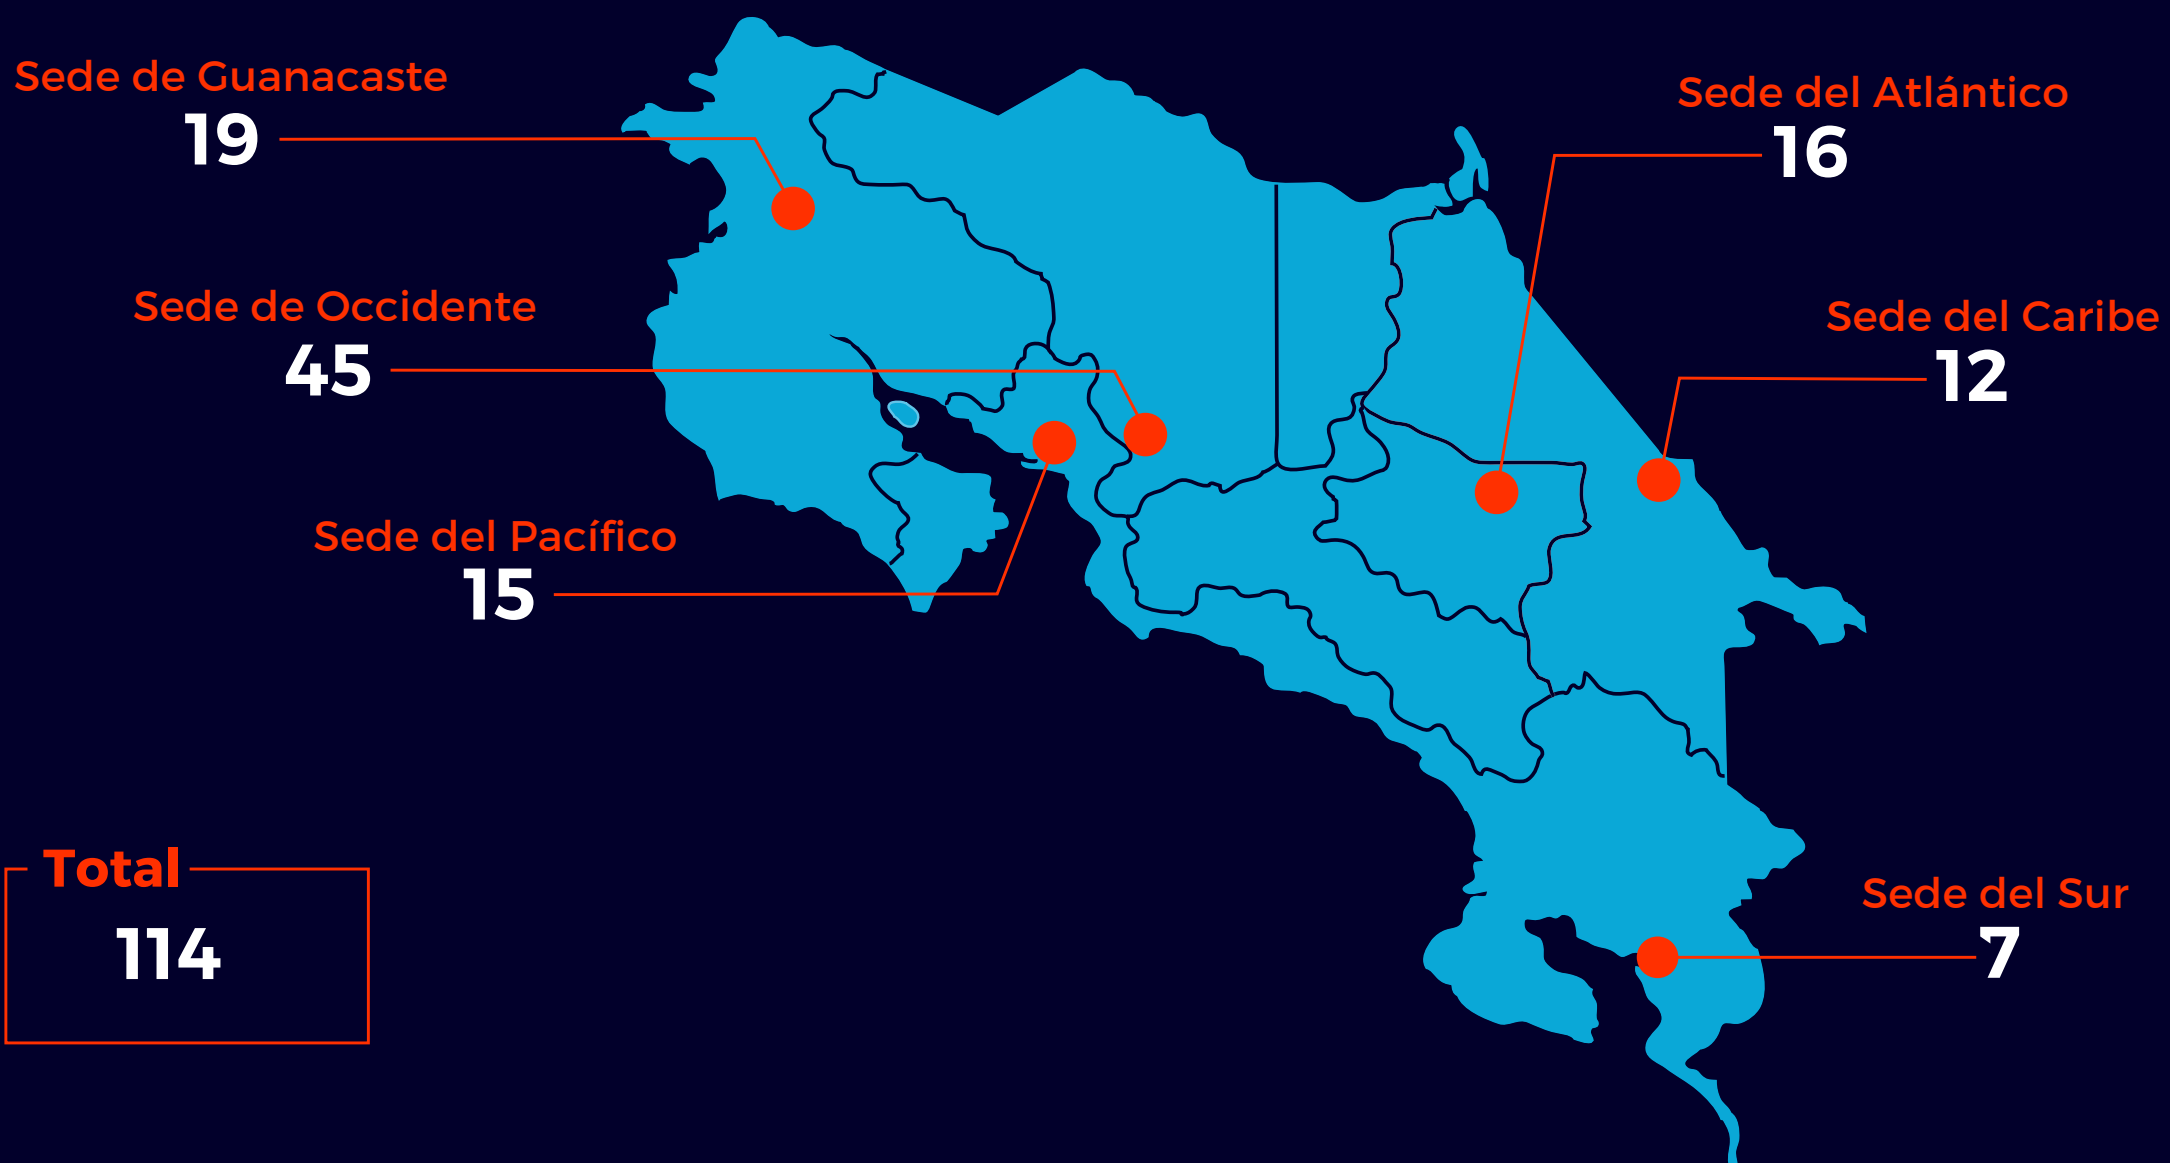 Sede de Guanacaste
19
Sede de Occidente
45
Sede del Pacífico
15
Sede del Atlántico
16
Sede del Caribe
12
Sede del Sur
7
Total
114